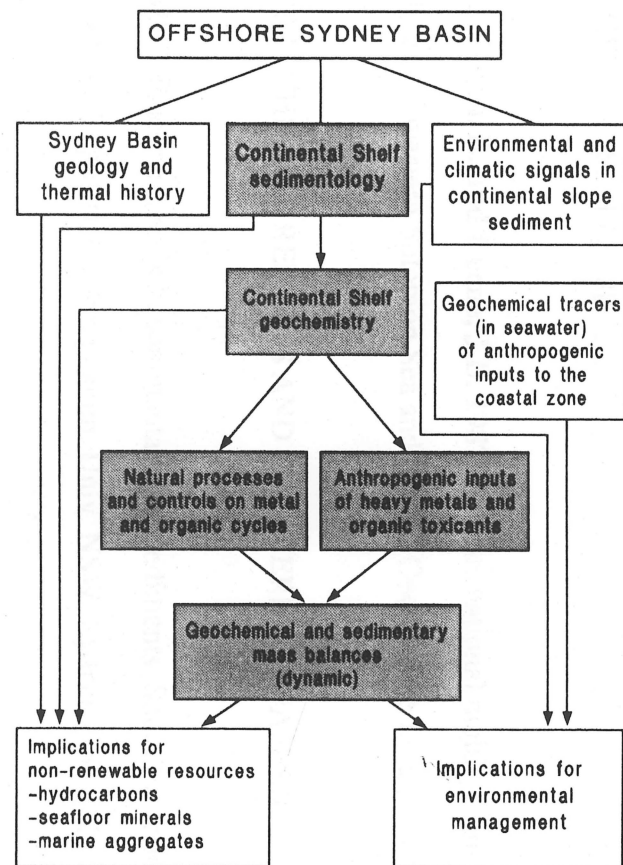 OFFSHORE SYDNEY BASIN
Sydney Basin
geology and
thermal history
Continental Shelf
sedimentology
Environmental and
climatic signals in
continental slope
sediment
Continental Shelf
geochemistry
Geochemical tracers
(in seawater)
of anthropogenic
inputs to the
coastal zone
Natural processes
and controls on metal
and organic cycles
Anthropogenic inputs
of heavy metals and
organic toxicants
Geochemical and sedimentary
mass balances
(dynamic)
Implications for
non-renewable resources
-hydrocarbons
-seafloor minerals
-marine aggregates
Implications for
environmental
management